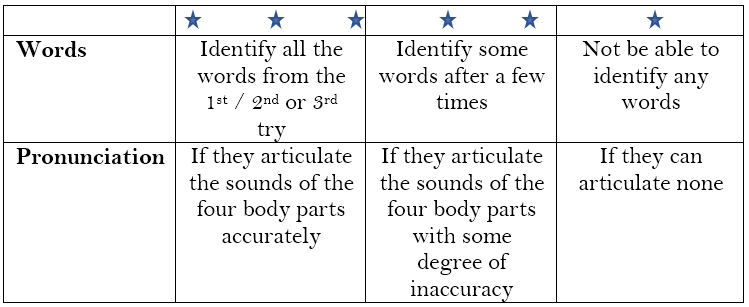 Words
Identify all the
words from the
1st / 2nd or 3rd
try
Identify some
words after a few
times
Not be able to
identify any
words
Pronunciation
If they articulate
the sounds of the
four body parts
accurately
If they articulate
the sounds of the
four body parts
with some
degree of
inaccuracy
If they can
articulate none